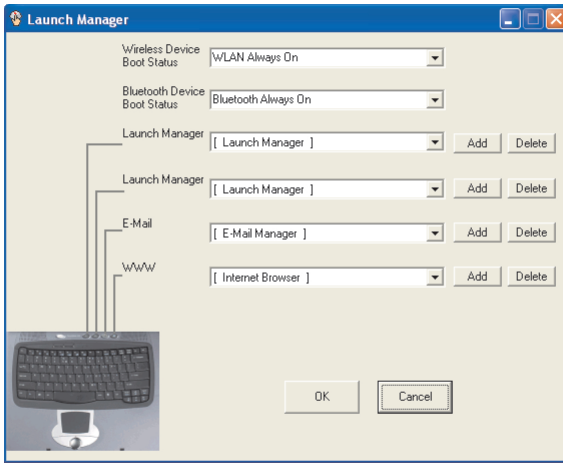 Launch Manager
Wireless Device
Boot Status
WLAN Always On
Bluetooth Device
Boot Status
Bluetooth Always On
Launch Manager
[ Launch Manager ]
Add
Delete
Launch Manager
[ Launch Manager ]
Add
Delete
E-Mail
[ E-Mail Manager ]
Add
Delete
WWW
[ Internet Browser ]
Add
Delete
OK
Cancel